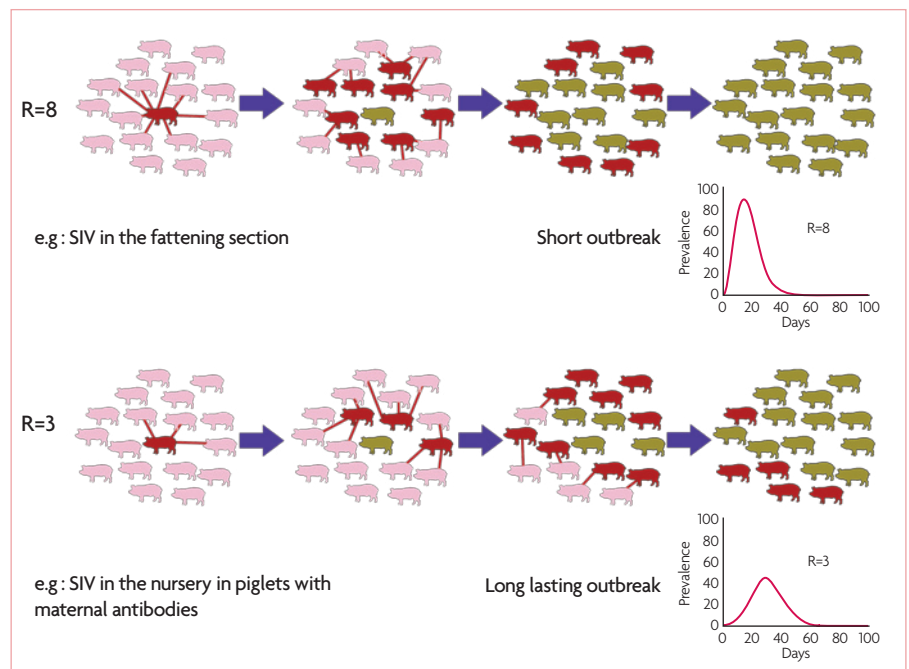 R=8
e.g : SIV in the fattening section
Short outbreak
100
80
60
40
20
0
Prevalence
R=8
0 20 40 60 80 100
Days
R=3
e.g : SIV in the nursery in piglets with
maternal antibodies
Long lasting outbreak
100
80
60
40
20
0
Prevalence
R=3
0 20 40 60 80 100
Days